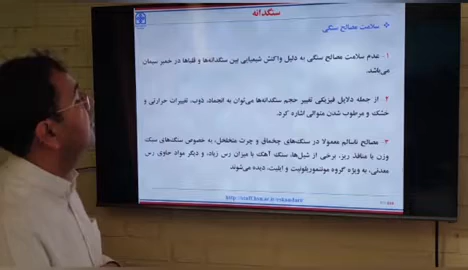 سنگدانه
سلامت مصالح سنگی
۱- عدم سلامت مصالح سنگی به دلیل واکنش شیمیایی بین سنگدانه‌ها و قلیاها در خمیر سیمان
می‌باشد.
۲- از جمله دلایل فیزیکی تغییر حجم سنگدانه‌ها می‌توان به انجماد، ذوب، تغییرات حرارتی و
خشک و مرطوب شدن متوالی اشاره کرد.
۳- مصالح ناسالم معمولا در سنگ‌های چخماق و چرت متخلخل، به خصوص سنگ‌های سبک
وزن با منافذ ریز، برخی از شیل‌ها، سنگ آهک با میزان رس زیاد، و دیگر مواد حاوی رس
معدنی، به ویژه گروه مونتموریلونیت و ایلیت، دیده می‌شوند